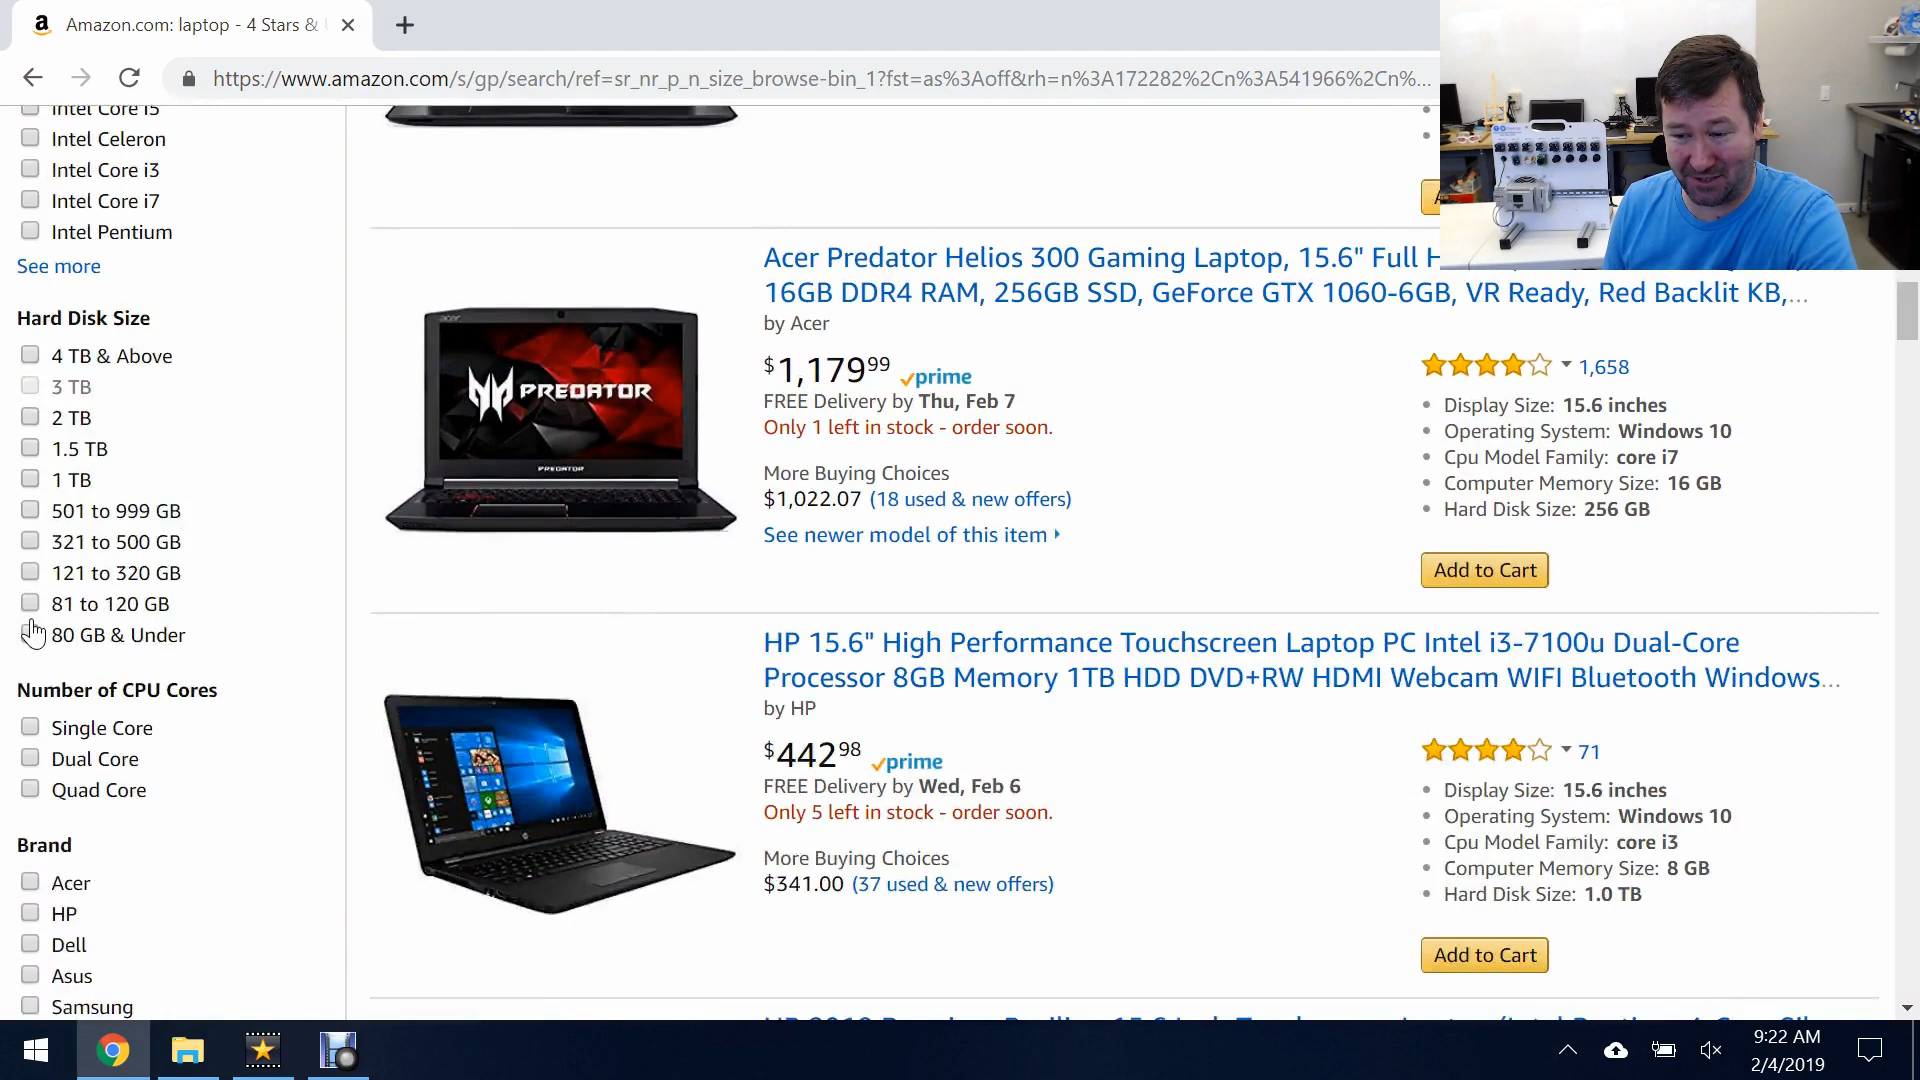 a Amazon.com: laptop - 4 Stars &
https://www.amazon.com/s/gp/search/ref=sr_nr_p_n_size_browse-bin_1?fst=as%3Aoff&rh=n%3A172282%2Cn%3A541966%2Cn%...
Intel Core i5
Intel Celeron
Intel Core i3
Intel Core i7
Intel Pentium
See more
Hard Disk Size
4 TB & Above
3 TB
2 TB
1.5 TB
1 TB
501 to 999 GB
321 to 500 GB
121 to 320 GB
81 to 120 GB
80 GB & Under
Number of CPU Cores
Single Core
Dual Core
Quad Core
Brand
Acer
HP
Dell
Asus
Samsung
Acer Predator Helios 300 Gaming Laptop, 15.6" Full
16GB DDR4 RAM, 256GB SSD, GeForce GTX 1060-6GB, VR Ready, Red Backlit KB,...
by Acer
$1,179.99 prime
FREE Delivery by Thu, Feb 7
Only 1 left in stock - order soon.
More Buying Choices
$1,022.07 (18 used & new offers)
See newer model of this item
1,658
Display Size: 15.6 inches
Operating System: Windows 10
Cpu Model Family: core i7
Computer Memory Size: 16 GB
Hard Disk Size: 256 GB
Add to Cart
PREDATOR
PREDATOR
HP 15.6" High Performance Touchscreen Laptop PC Intel i3-7100u Dual-Core
Processor 8GB Memory 1TB HDD DVD+RW HDMI Webcam WIFI Bluetooth Windows...
by HP
$442.98 prime
FREE Delivery by Wed, Feb 6
Only 5 left in stock - order soon.
More Buying Choices
$341.00 (37 used & new offers)
71
Display Size: 15.6 inches
Operating System: Windows 10
Cpu Model Family: core i3
Computer Memory Size: 8 GB
Hard Disk Size: 1.0 TB
Add to Cart
9:22 AM
2/4/2019